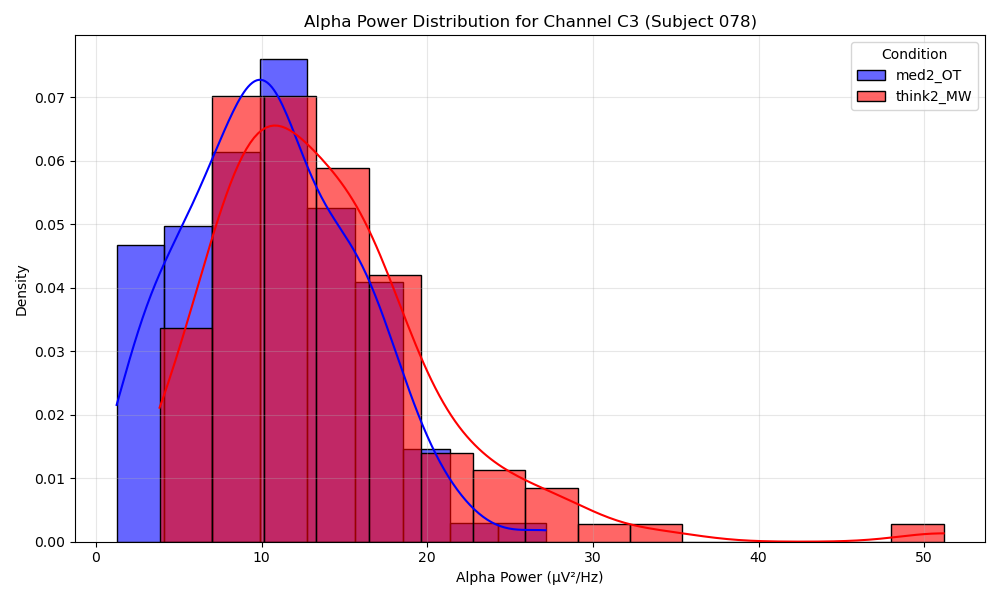 Alpha Power Distribution for Channel C3 (Subject 078)
Condition
med2_OT
think2_MW
Density
0.07
0.06
0.05
0.04
0.03
0.02
0.01
0.00
0 10 20 30 40 50
Alpha Power (μV²/Hz)